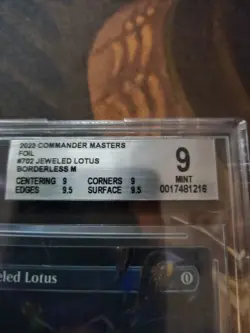 2023 COMMANDER MASTERS
FOIL
#702 JEWELED LOTUS
BORDERLESS M
CENTERING 9 CORNERS 9
EDGES 9.5 SURFACE 9.5
9
MINT
0017481216
eled Lotus 0